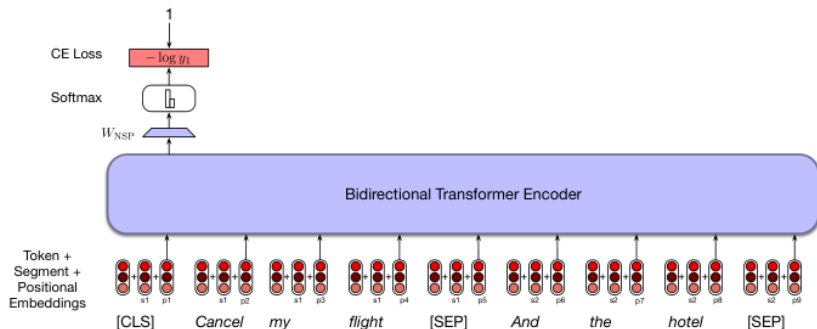 1
CE Loss
− log y₁
Softmax
W_NSP
Bidirectional Transformer Encoder
Token +
Segment +
Positional
Embeddings
+ + + + + + + + + + + + + + + + + +
s1 p1 s1 p2 s1 p3 s1 p4 s1 p5 s2 p6 s2 p7 s2 p8 s2 p9
[CLS] Cancel my flight [SEP] And the hotel [SEP]